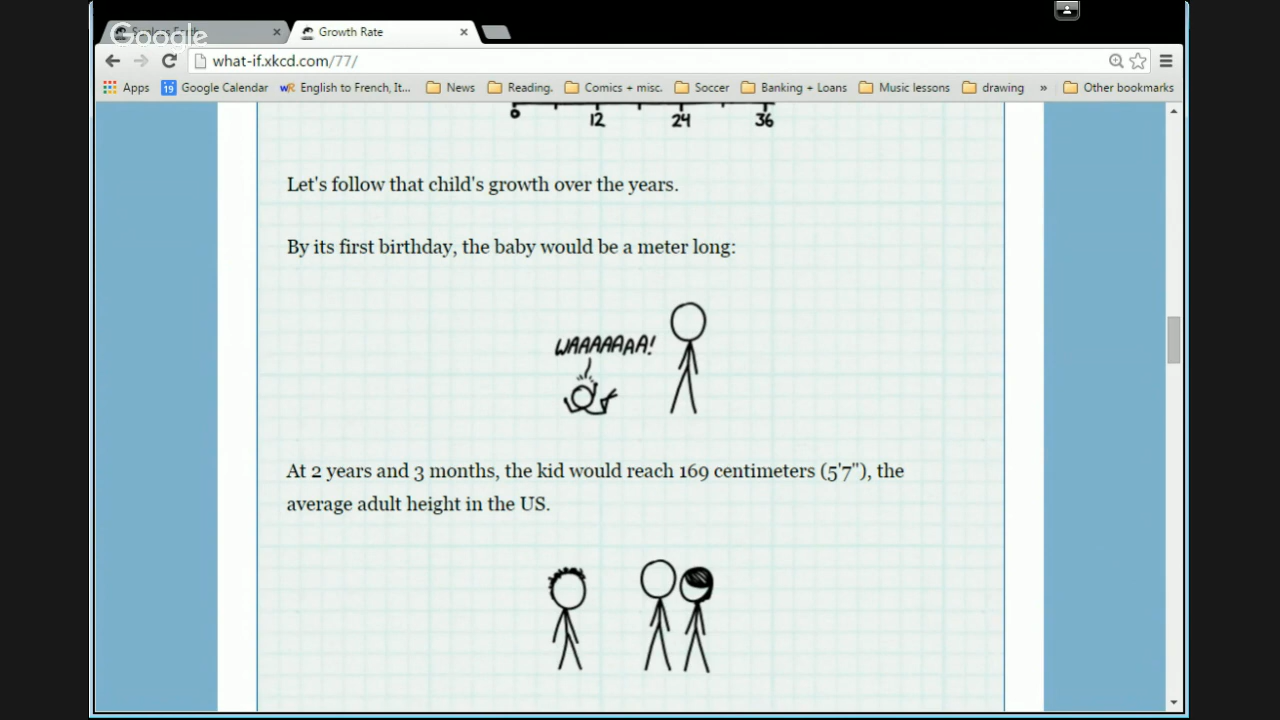 Google
Growth Rate
what-if.xkcd.com/77/
Apps 19 Google Calendar WR English to French, It... News Reading. Comics + misc. Soccer Banking + Loans Music lessons drawing » Other bookmarks
0 12 24 36
Let's follow that child's growth over the years.
By its first birthday, the baby would be a meter long:
WAAAAAAA!
At 2 years and 3 months, the kid would reach 169 centimeters (5'7"), the
average adult height in the US.